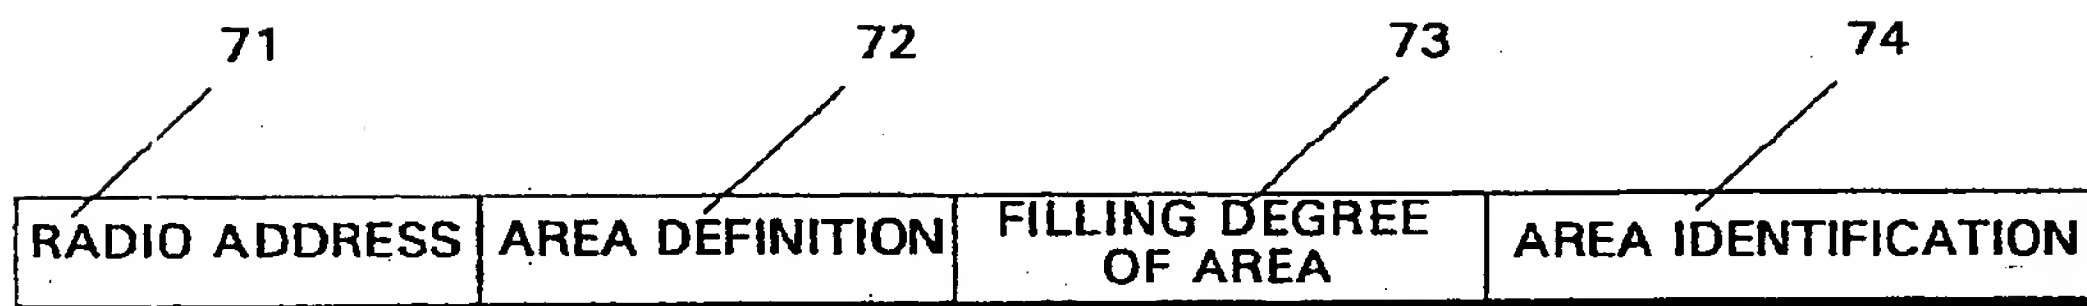 71 72 73 74
RADIO ADDRESS AREA DEFINITION FILLING DEGREE OF AREA AREA IDENTIFICATION